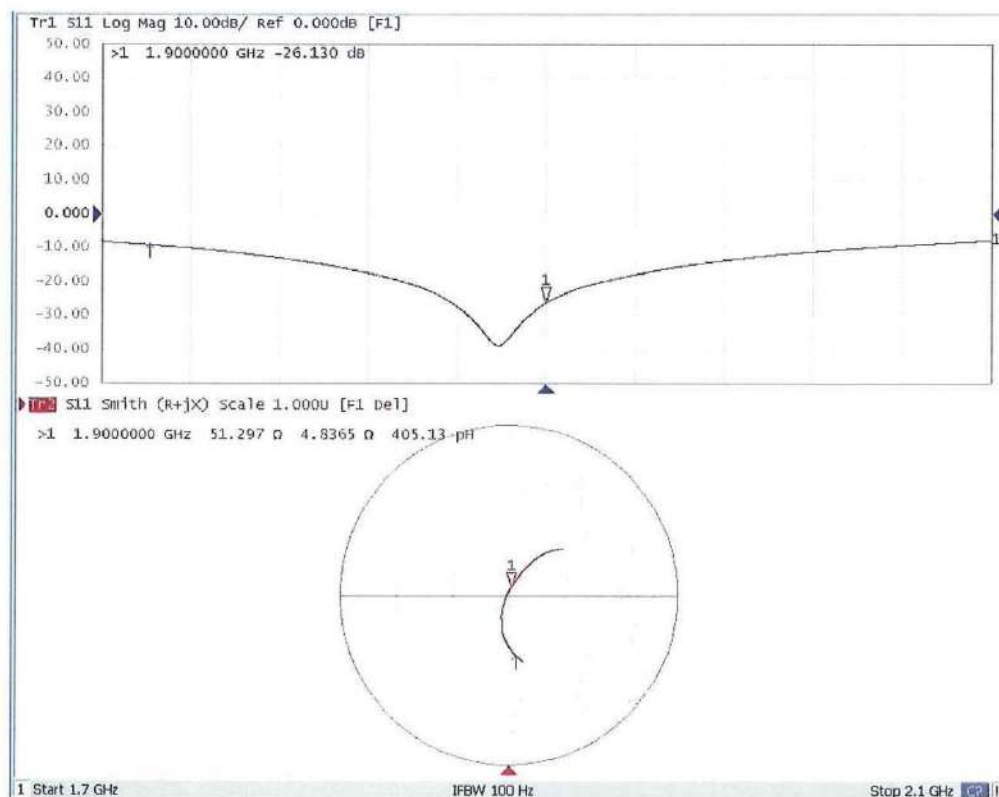 Tr1 S11 Log Mag 10.00dB/ Ref 0.000dB [F1]
50.00
>1 1.9000000 GHz -26.130 dB
40.00
30.00
20.00
10.00
0.000
-10.00
1
-20.00
1
-30.00
-40.00
-50.00
Tr2 S11 Smith (R+jX) Scale 1.000U [F1 Del]
>1 1.9000000 GHz 51.297 Ω 4.8365 Ω 405.13 pH
1
1 Start 1.7 GHz IFBW 100 Hz Stop 2.1 GHz C?